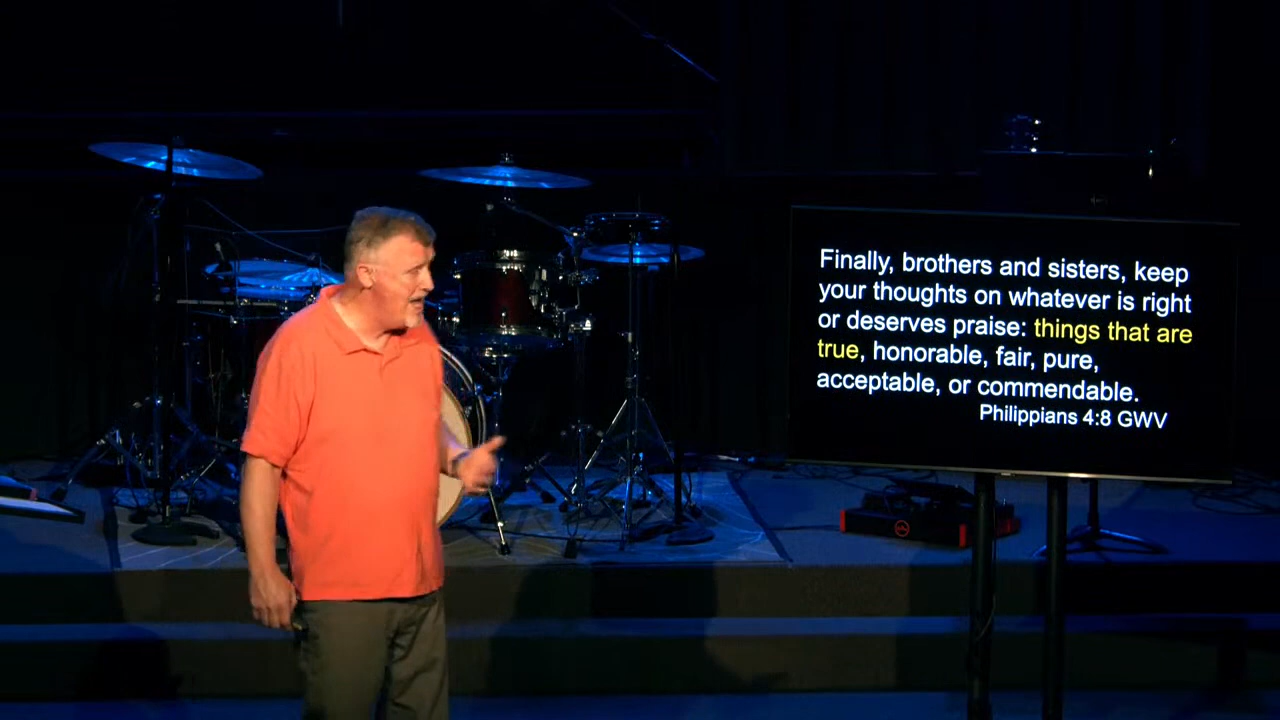 Finally, brothers and sisters, keep
your thoughts on whatever is right
or deserves praise: things that are
true, honorable, fair, pure,
acceptable, or commendable.
Philippians 4:8 GWV